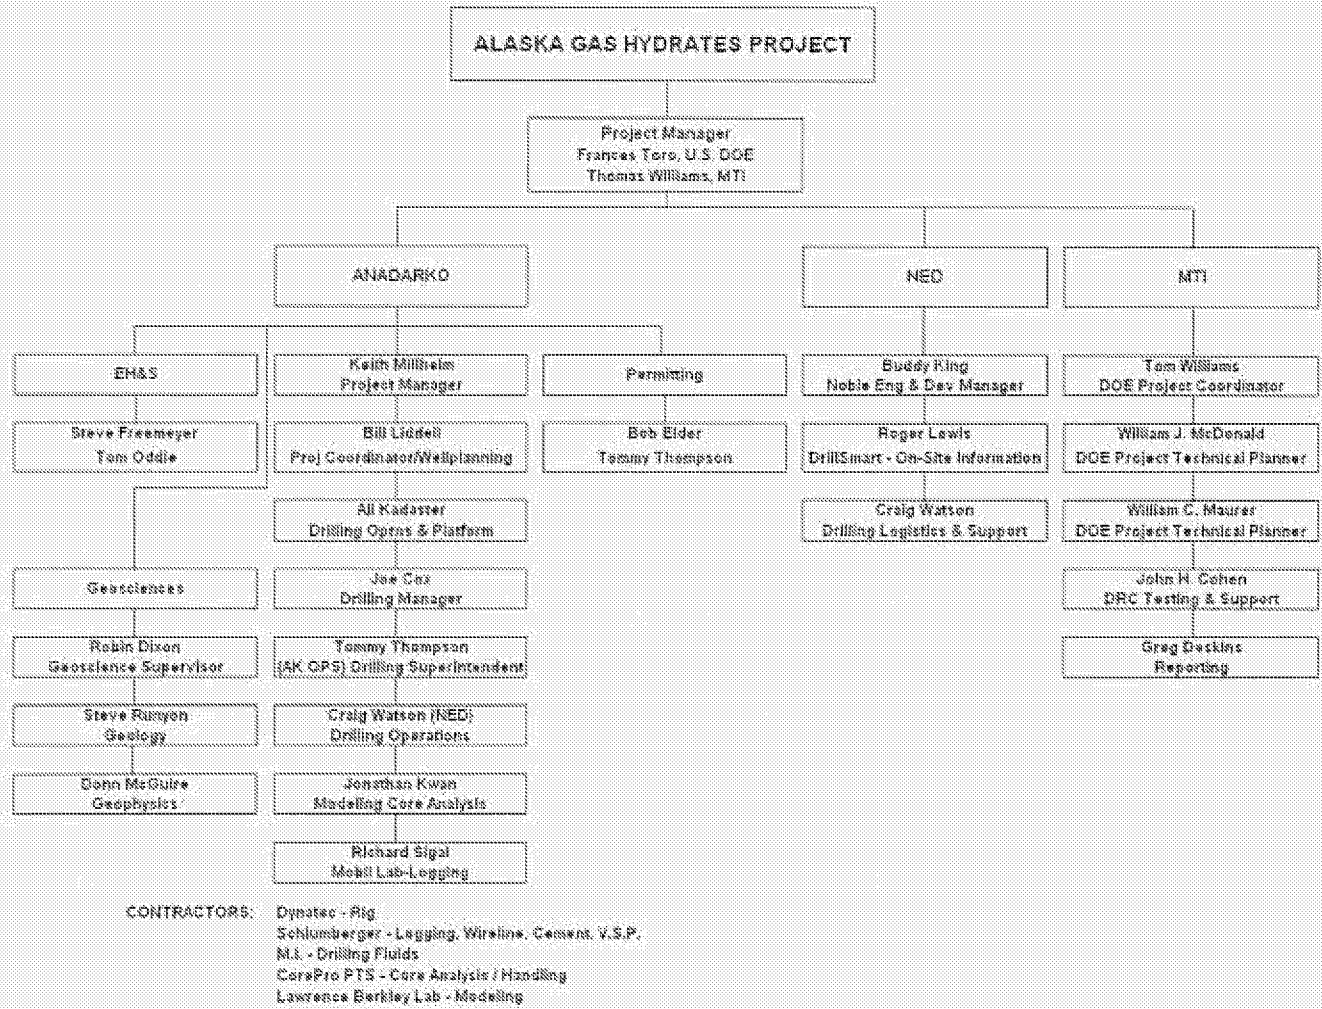 ALASKA GAS HYDRATES PROJECT
Project Manager
Frances Toro, U.S. DOE
Thomas Williams, MTI
ANADARKO
NED
MTI
EH&S
Keith Millheim
Project Manager
Permitting
Buddy King
Noble Eng & Dev Manager
Tom Williams
DOE Project Coordinator
Steve Freemeyer
Tom Oddie
Bill Liddell
Proj Coordinator/Wellplanning
Bob Elder
Tommy Thompson
Roger Lewis
DrillSmart - On-Site Information
William J. McDonald
DOE Project Technical Planner
Ali Kadaster
Drilling Optns & Platform
Craig Watson
Drilling Logistics & Support
William C. Maurer
DOE Project Technical Planner
Geosciences
Joe Cox
Drilling Manager
John H. Cohen
DRC Testing & Support
Robin Dixon
Geoscience Supervisor
Tommy Thompson
(AK OPS) Drilling Superintendent
Greg Deskins
Reporting
Steve Runyon
Geology
Craig Watson (NED)
Drilling Operations
Donn McGuire
Geophysics
Jonathan Kwan
Modeling Core Analysis
Richard Sigal
Mobil Lab-Logging
CONTRACTORS: Dynatec - Rig
Schlumberger - Logging, Wireline, Cement, V.S.P.
M.I. - Drilling Fluids
CorePro PTS - Core Analysis / Handling
Lawrence Berkley Lab - Modeling